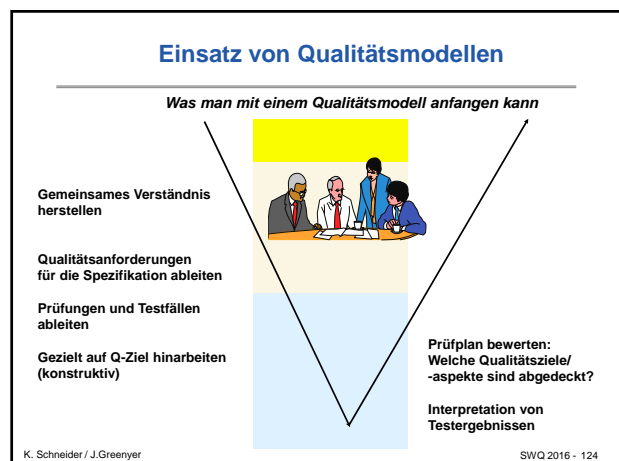 Einsatz von Qualitätsmodellen
Was man mit einem Qualitätsmodell anfangen kann
Gemeinsames Verständnis
herstellen
Qualitätsanforderungen
für die Spezifikation ableiten
Prüfungen und Testfällen
ableiten
Gezielt auf Q-Ziel hinarbeiten
(konstruktiv)
Prüfplan bewerten:
Welche Qualitätsziele/
-aspekte sind abgedeckt?
Interpretation von
Testergebnissen
K. Schneider / J.Greenyer
SWQ 2016 - 124